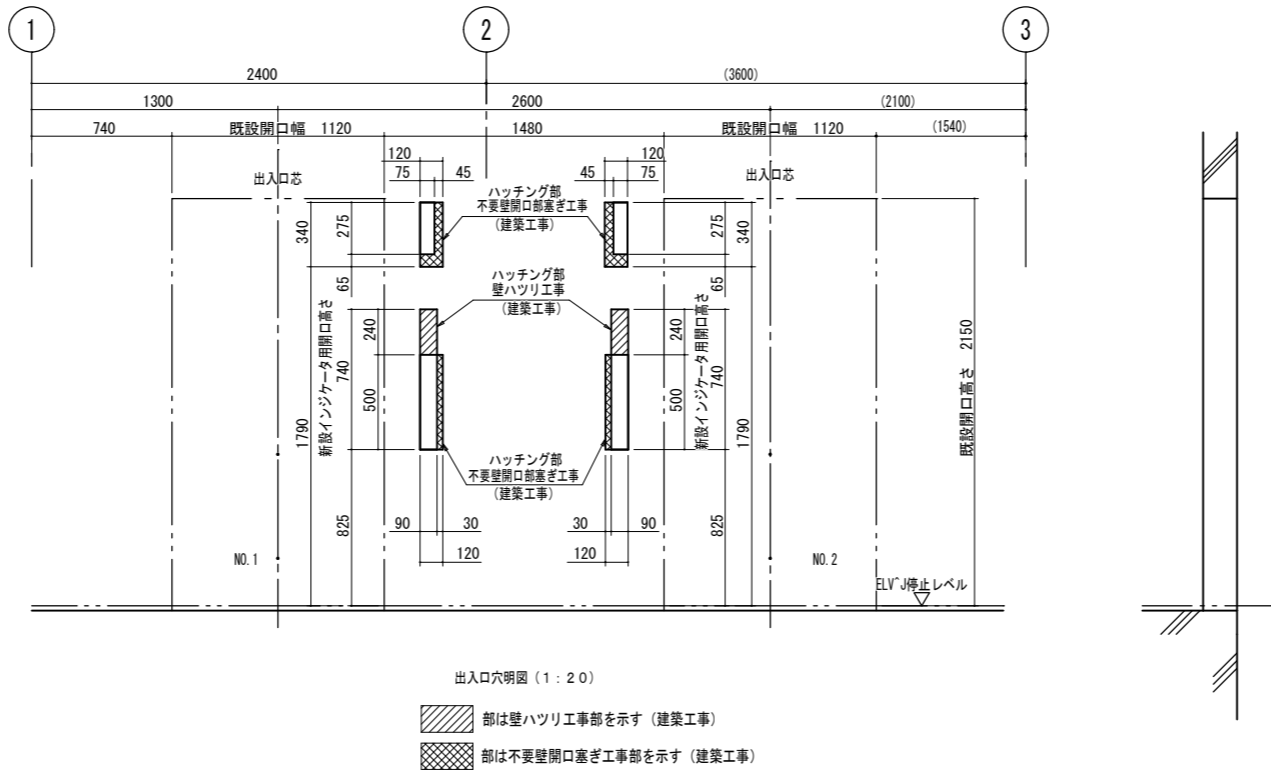 1
2
3
2400
(3600)
1300
2600
(2100)
740
既設開口幅 1120
1480
既設開口幅 1120
(1540)
120
120
75
45
45
75
出入口芯
出入口芯
ハッチング部
不要壁開口部塞ぎ工事
(建築工事)
340
275
275
340
65
65
ハッチング部
壁ハツリ工事
(建築工事)
新設インジケータ用開口高さ
新設インジケータ用開口高さ
240
240
740
740
500
500
1790
1790
既設開口高さ 2150
ハッチング部
不要壁開口部塞ぎ工事
(建築工事)
825
825
90
30
30
90
120
120
NO.1
NO.2
ELV^J停止レベル
出入口穴明図(1:20)
部は壁ハツリ工事部を示す(建築工事)
部は不要壁開口塞ぎ工事部を示す(建築工事)